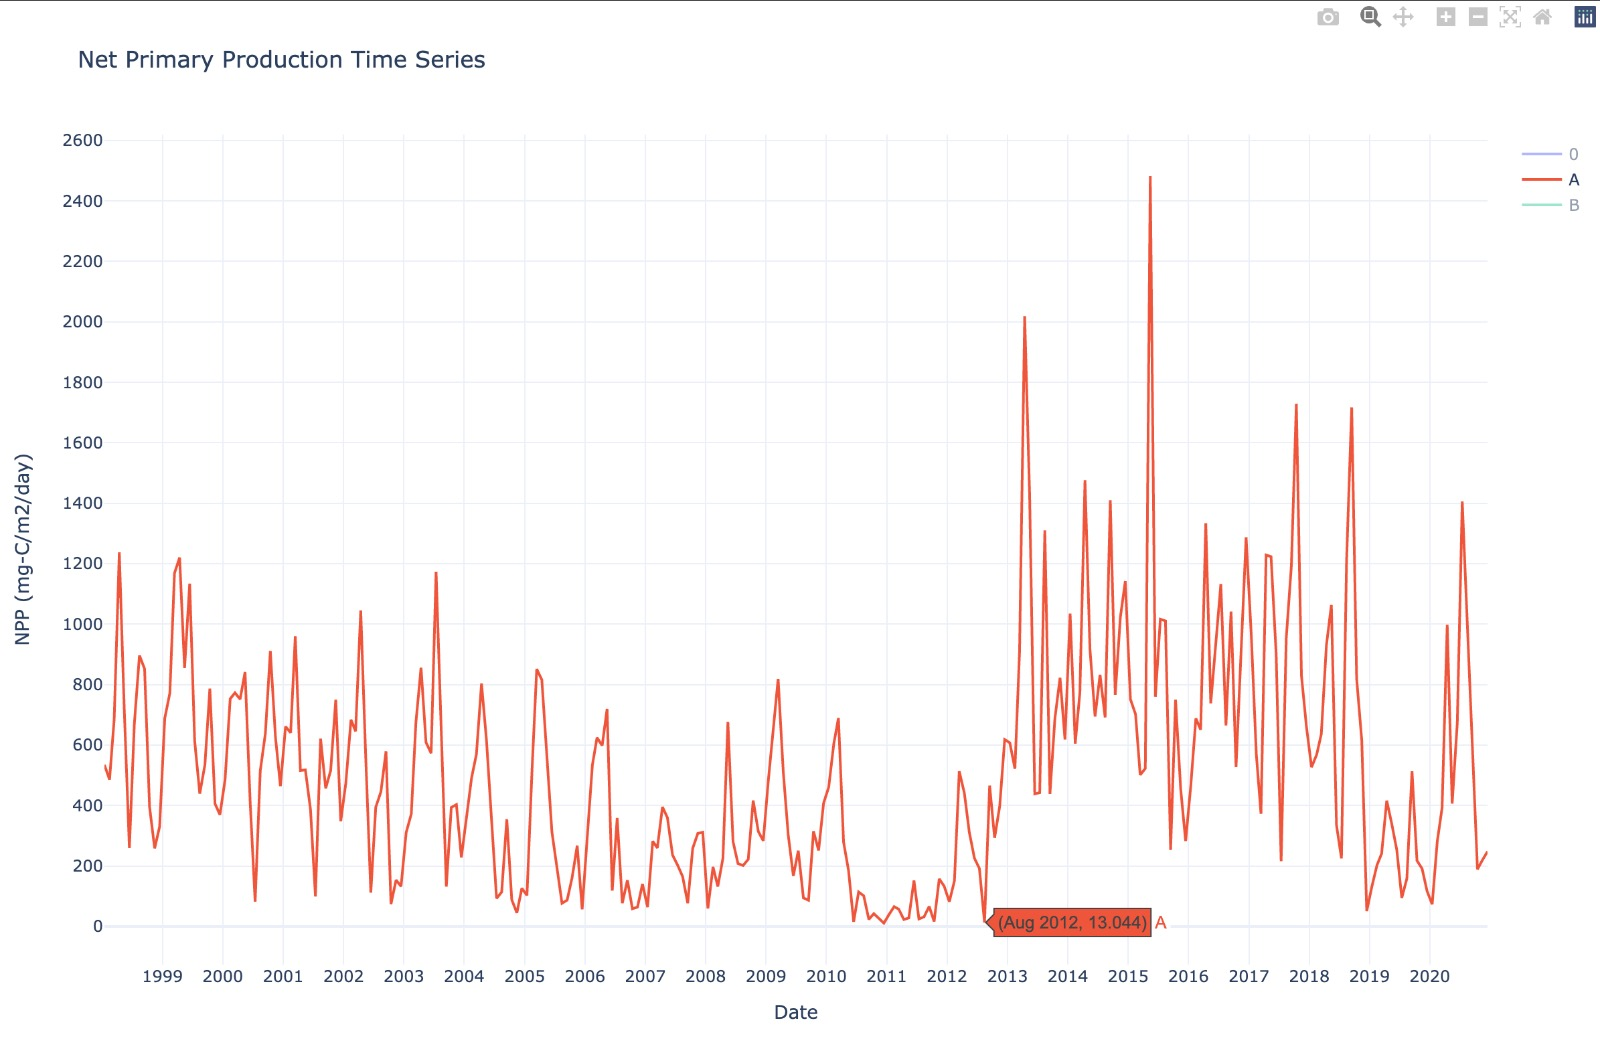 Net Primary Production Time Series
2600
2400
2200
2000
1800
1600
1400
1200
1000
800
600
400
200
0
NPP (mg-C/m2/day)
0
A
B
(Aug 2012, 13.044) A
1999 2000 2001 2002 2003 2004 2005 2006 2007 2008 2009 2010 2011 2012 2013 2014 2015 2016 2017 2018 2019 2020
Date